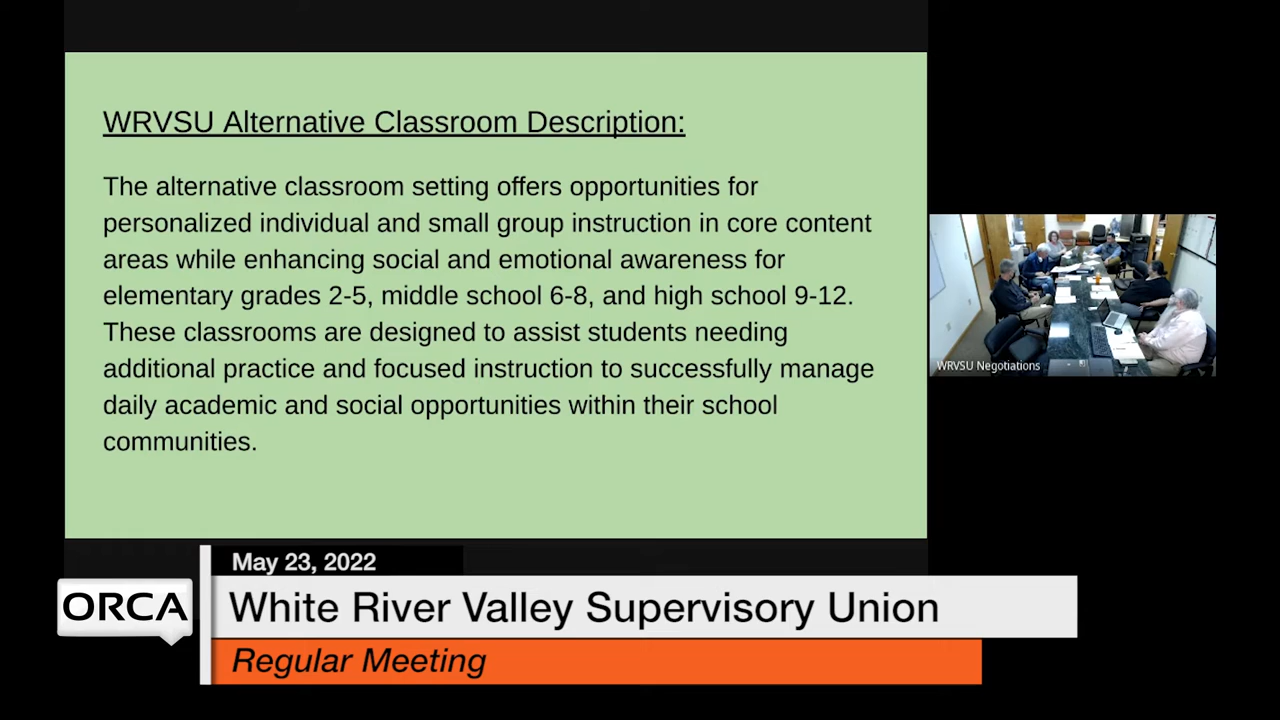 WRVSU Alternative Classroom Description:
The alternative classroom setting offers opportunities for
personalized individual and small group instruction in core content
areas while enhancing social and emotional awareness for
elementary grades 2-5, middle school 6-8, and high school 9-12.
These classrooms are designed to assist students needing
additional practice and focused instruction to successfully manage
daily academic and social opportunities within their school
communities.
WRVSU Negotiations
May 23, 2022
ORCA
White River Valley Supervisory Union
Regular Meeting